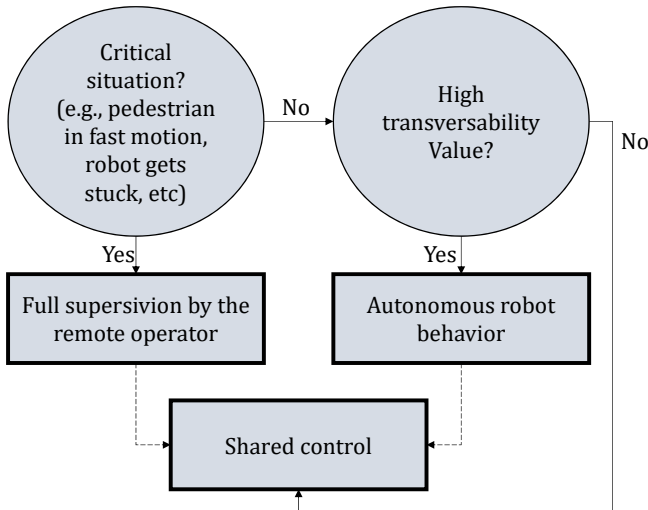 Critical
situation?
(e.g., pedestrian
in fast motion,
robot gets
stuck, etc)
No
High
transversability
Value?
No
Yes
Yes
Full supersivion by the
remote operator
Autonomous robot
behavior
Shared control